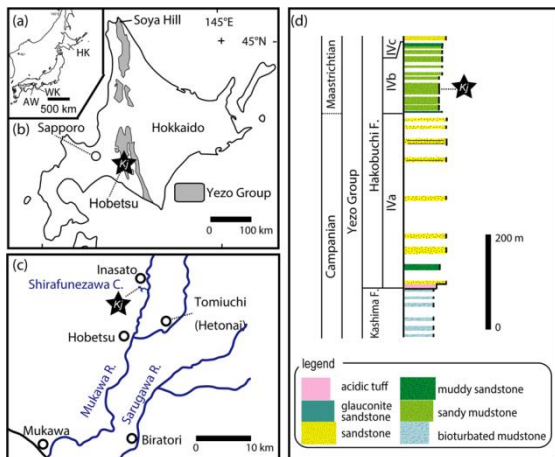 (a)
HK
WK
AW
500 km
Soya Hill
145°E
45°N
(b)
Sapporo
Hokkaido
Kj
Hobetsu
Yezo Group
100 km
(c)
Inasato
Shirafunezawa C.
Kj
Tomiuchi
(Hetonai)
Hobetsu
Mukawa R.
Sarugawa R.
Mukawa
Biratori
10 km
(d)
Maastrichtian
Campanian
Yezo Group
Hakobuchi F.
Kashima F.
IVc
IVb
IVa
Kj
200 m
0
legend
acidic tuff
glauconite
sandstone
sandstone
muddy sandstone
sandy mudstone
bioturbated mudstone